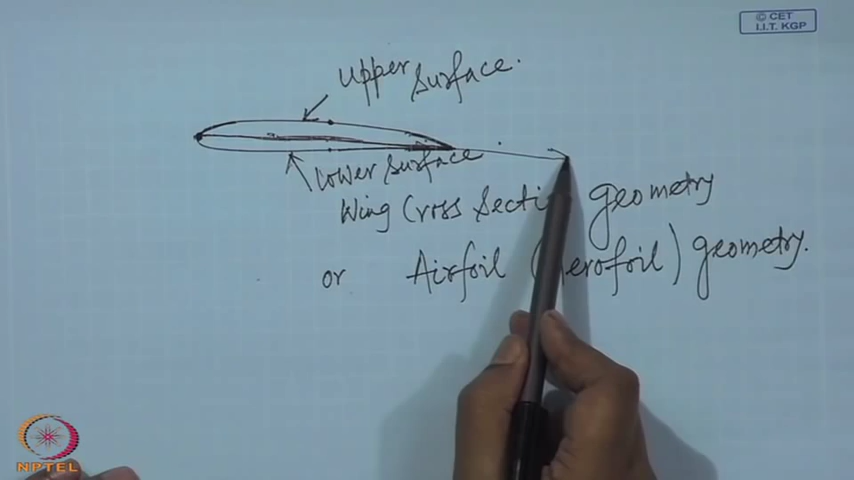 © CET
I.I.T. KGP
Upper surface.
Lower surface
Wing Cross Secti geometry
or Airfoil (erofoil) geometry.
NPTEL